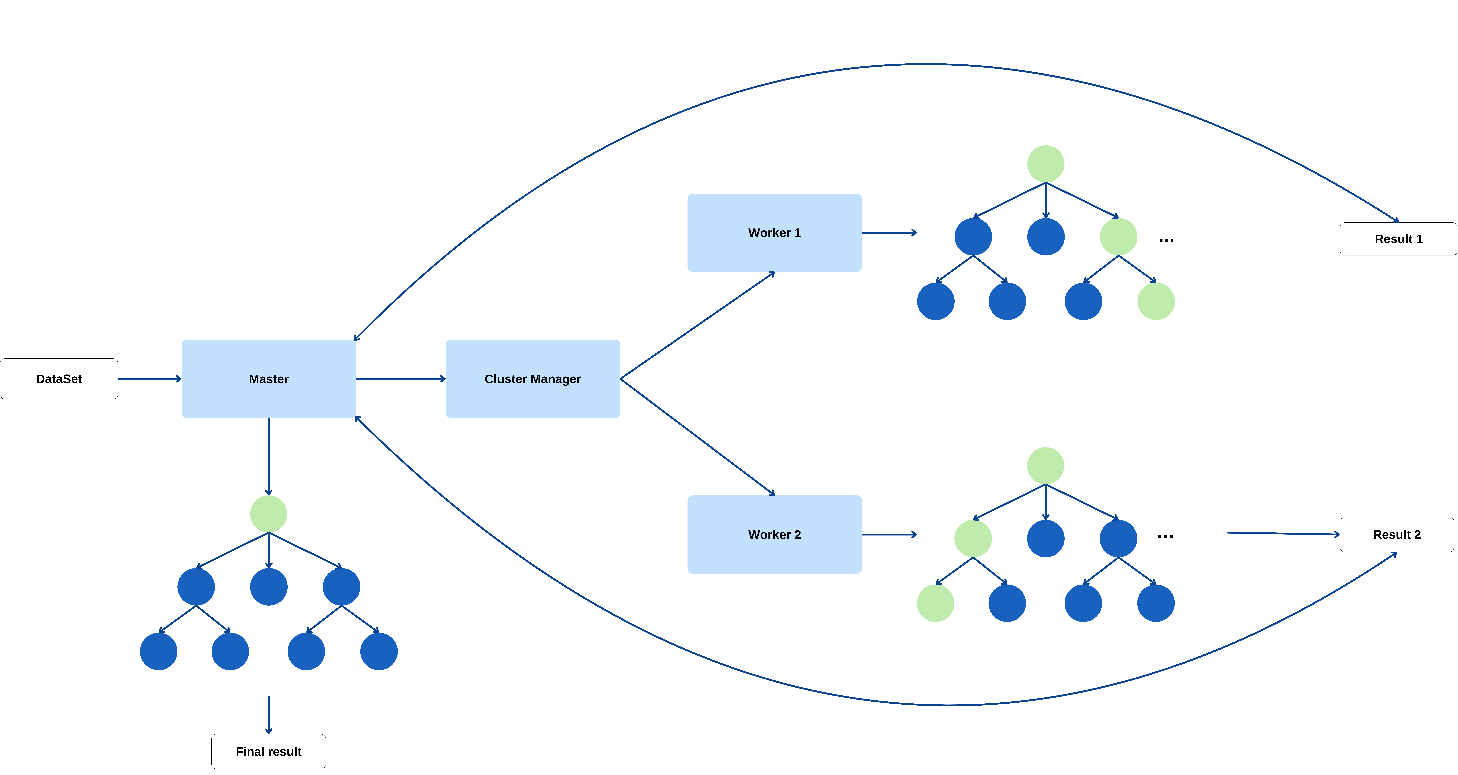 Worker 1
...
Result 1
DataSet
Master
Cluster Manager
Worker 2
...
Result 2
Final result